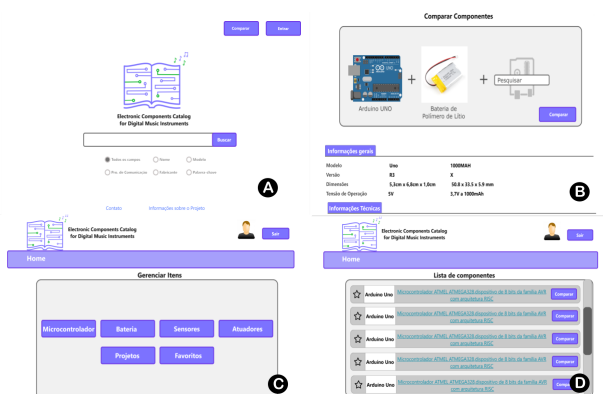 Comparar Entrar
Electronic Components Catalog
for Digital Music Instruments
Buscar
Todos os campos Nome Modelo
Pro. de Comunicacao Fabricante Palavra-chave
A
Contato Informações sobre o Projeto
Comparar Componentes
+ + Pesquisar
Arduino UNO
Bateria de
Polímero de Lítio
Comparar
Informações gerais
Modelo Uno 1000MAH
Versão R3 X
Dimensões 5,3cm x 6,8cm x 1,0cm 50.8 x 33.5 x 5.9 mm
Tensão de Operação 5V 3,7V a 1000mAh
B
Informações Técnicas
Electronic Components Catalog
for Digital Music Instruments
Sair
Home
Gerenciar Itens
Microcontrolador Bateria Sensores Atuadores
Projetos Favoritos
C
Electronic Components Catalog
for Digital Music Instruments
Sair
Home
Lista de componentes
Arduino Uno Microcontrolador ATMEL ATMEGA328 dispositivo de 8 bits da família AVR
com arquitetura RISC Comparar
Arduino Uno Microcontrolador ATMEL ATMEGA328 dispositivo de 8 bits da família AVR
com arquitetura RISC Comparar
Arduino Uno Microcontrolador ATMEL ATMEGA328 dispositivo de 8 bits da família AVR
com arquitetura RISC Comparar
Arduino Uno Microcontrolador ATMEL ATMEGA328 dispositivo de 8 bits da família AVR
com arquitetura RISC Comparar
Arduino Uno Microcontrolador ATMEL ATMEGA328 dispositivo de 8 bits da família AVR
com arquitetura RISC
D